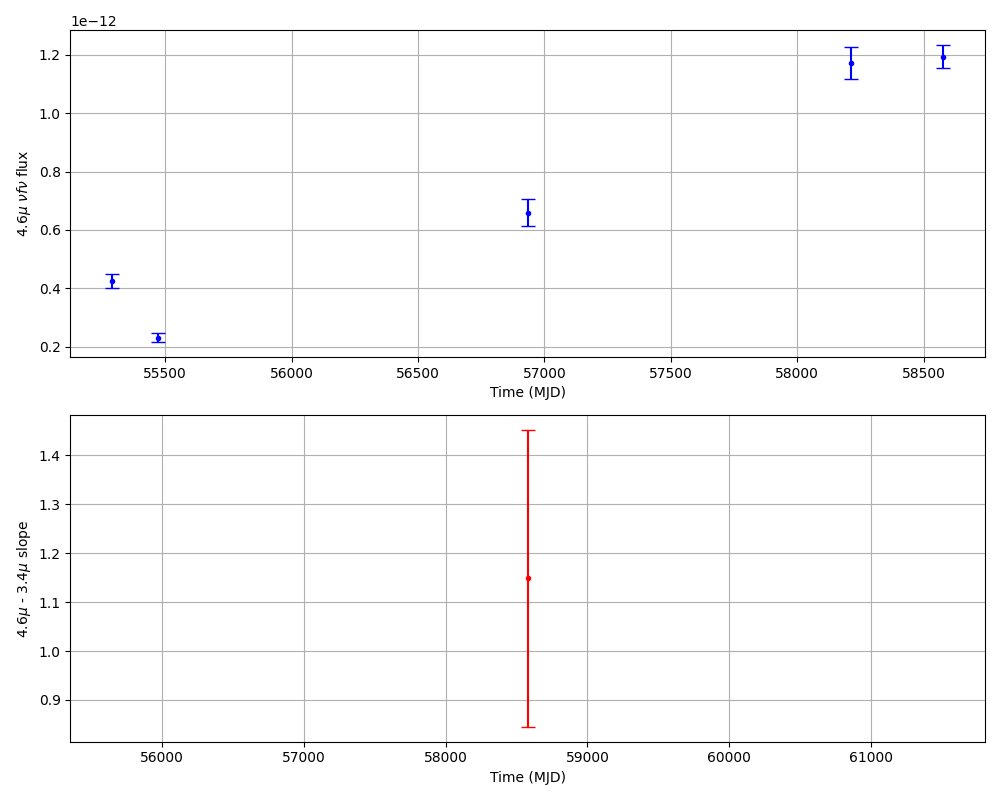 1e−12
1.2
1.0
0.8
0.6
0.4
0.2
4.6μ νfν flux
55500 56000 56500 57000 57500 58000 58500
Time (MJD)
1.4
1.3
1.2
1.1
1.0
0.9
4.6μ - 3.4μ slope
56000 57000 58000 59000 60000 61000
Time (MJD)